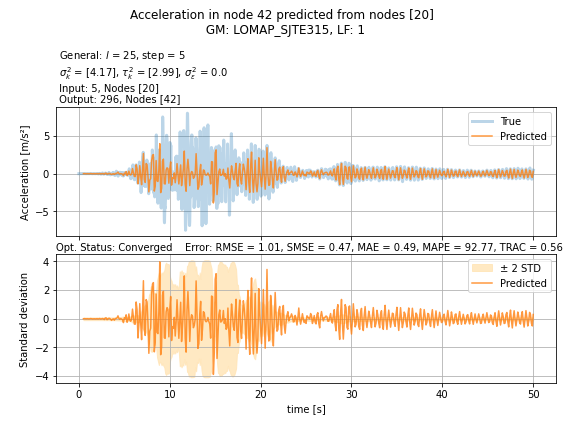 Acceleration in node 42 predicted from nodes [20]
GM: LOMAP_SJTE315, LF: 1
General: l = 25, step = 5
σ²ₖ = [4.17], τ²ₖ = [2.99], σ²ε = 0.0
Input: 5, Nodes [20]
Output: 296, Nodes [42]
Acceleration [m/s²]
5
0
−5
True
Predicted
Opt. Status: Converged Error: RMSE = 1.01, SMSE = 0.47, MAE = 0.49, MAPE = 92.77, TRAC = 0.56
Standard deviation
4
2
0
−2
−4
± 2 STD
Predicted
0 10 20 30 40 50
time [s]